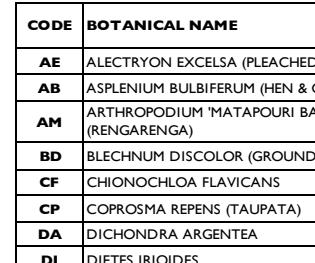 CODE BOTANICAL NAME
AE ALECTRYON EXCELSA (PLEACHED
AB ASPLENIUM BULBIFERUM (HEN &
AM ARTHROPODIUM 'MATAPOURI BA
(RENGARENGA)
BD BLECHNUM DISCOLOR (GROUND
CF CHIONOCHLOA FLAVICANS
CP COPROSMA REPENS (TAUPATA)
DA DICHONDRA ARGENTEA
DI DIETES IRIOIDES